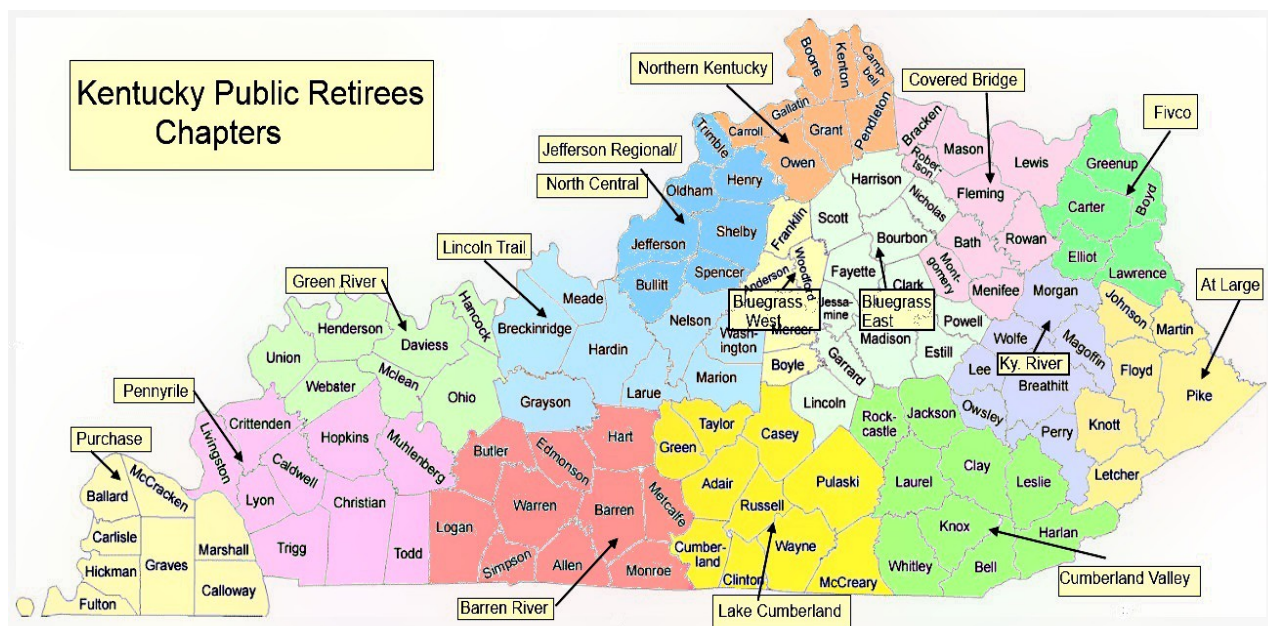 Kentucky Public Retirees
Chapters
Northern Kentucky
Covered Bridge
Fivco
Jefferson Regional/
North Central
Lincoln Trail
Green River
Pennyrile
Purchase
At Large
Bluegrass
West
Bluegrass
East
Ky. River
Barren River
Lake Cumberland
Cumberland Valley
Boone
Kenton
Camp-
bell
Gallatin
Carroll
Grant
Pendleton
Owen
Trimble
Oldham
Henry
Jefferson
Shelby
Bullitt
Spencer
Bracken
Mason
Lewis
Rober-
tson
Fleming
Bath
Rowan
Mont-
gomery
Menifee
Greenup
Carter
Boyd
Elliot
Lawrence
Harrison
Scott
Nicholas
Bourbon
Fayette
Clark
Jessa-
mine
Madison
Powell
Estill
Garrard
Lincoln
Franklin
Woodford
Anderson
Mercer
Boyle
Meade
Breckinridge
Hardin
Nelson
Wash-
ington
Grayson
Larue
Marion
Hancock
Henderson
Daviess
Union
Webster
Mclean
Ohio
Crittenden
Livingston
Hopkins
Muhlenberg
Caldwell
Lyon
Christian
Trigg
Todd
Ballard
McCracken
Carlisle
Graves
Marshall
Hickman
Fulton
Calloway
Butler
Edmonson
Hart
Warren
Barren
Metcalfe
Logan
Simpson
Allen
Monroe
Green
Taylor
Casey
Adair
Russell
Pulaski
Cumber-
land
Clinton
Wayne
McCreary
Rock-
castle
Jackson
Laurel
Clay
Leslie
Knox
Harlan
Whitley
Bell
Morgan
Wolfe
Magoffin
Lee
Breathitt
Owsley
Perry
Johnson
Martin
Floyd
Pike
Knott
Letcher